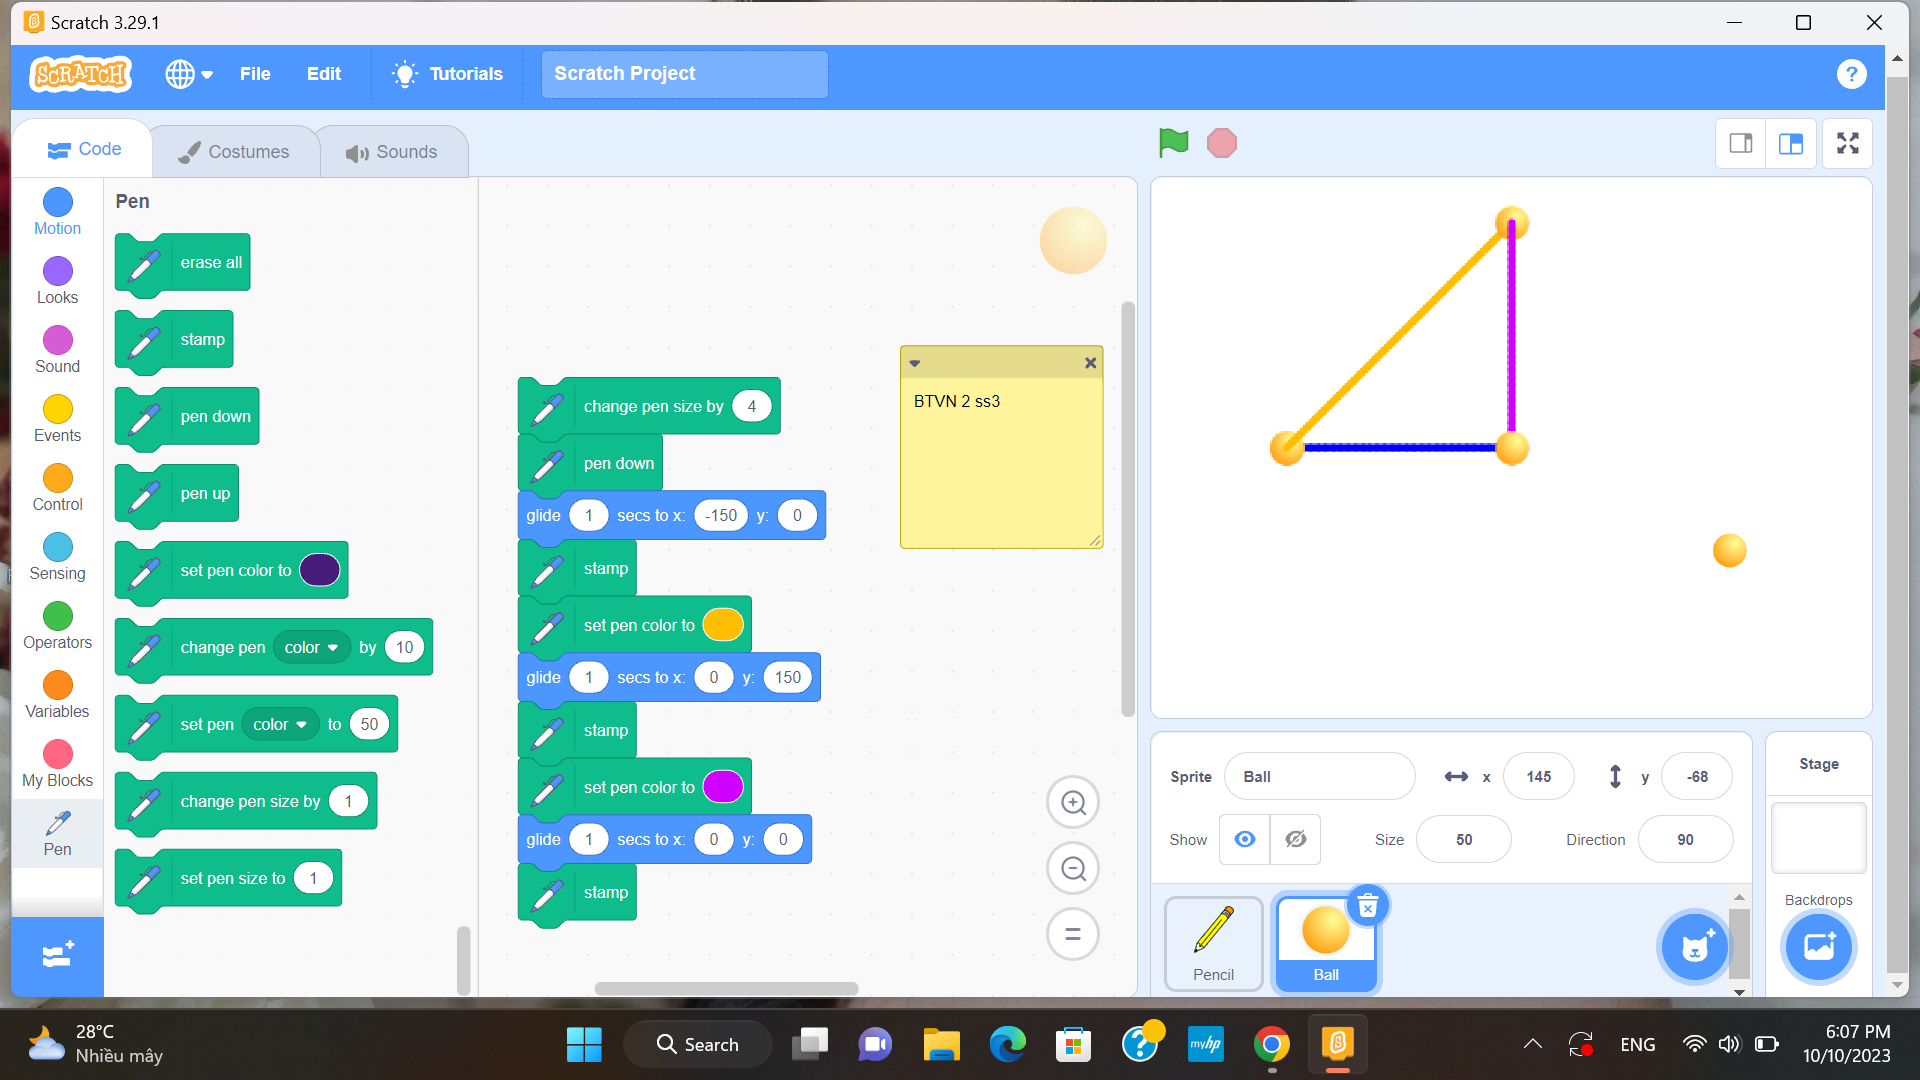 Scratch 3.29.1
SCRATCH
File
Edit
Tutorials
Scratch Project
?
Code
Costumes
Sounds
Motion
Looks
Sound
Events
Control
Sensing
Operators
Variables
My Blocks
Pen
Pen
erase all
stamp
pen down
pen up
set pen color to
change pen color by 10
set pen color to 50
change pen size by 1
set pen size to 1
change pen size by 4
pen down
glide 1 secs to x: -150 y: 0
stamp
set pen color to
glide 1 secs to x: 0 y: 150
stamp
set pen color to
glide 1 secs to x: 0 y: 0
stamp
BTVN 2 ss3
Sprite Ball x 145 y -68
Show Size 50 Direction 90
Pencil
Ball
Stage
Backdrops
28°C
Nhiều mây
Search
myhp
ENG
6:07 PM
10/10/2023